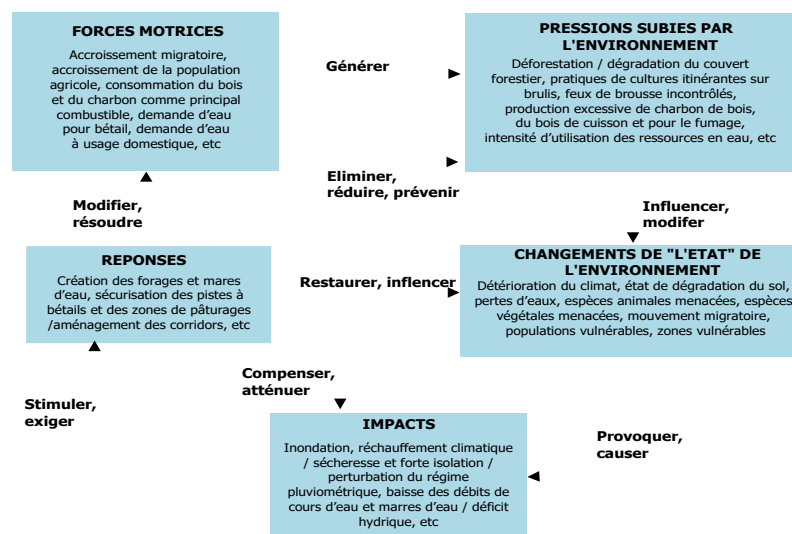 FORCES MOTRICES
Accroissement migratoire,
accroissement de la population
agricole, consommation du bois
et du charbon comme principal
combustible, demande d'eau
pour bétail, demande d'eau
à usage domestique, etc
Générer
PRESSIONS SUBIES PAR
L'ENVIRONNEMENT
Déforestation / dégradation du couvert
forestier, pratiques de cultures itinérantes sur
brulis, feux de brousse incontrôlés,
production excessive de charbon de bois,
du bois de cuisson et pour le fumage,
intensité d'utilisation des ressources en eau, etc
Eliminer,
réduire, prévenir
Modifier,
résoudre
Influencer,
modifer
REPONSES
Création des forages et mares
d'eau, sécurisation des pistes à
bétails et des zones de pâturages
/aménagement des corridors, etc
Restaurer, inflencer
CHANGEMENTS DE "L'ETAT" DE
L'ENVIRONNEMENT
Détérioration du climat, état de dégradation du sol,
pertes d'eaux, espèces animales menacées, espèces
végétales menacées, mouvement migratoire,
populations vulnérables, zones vulnérables
Compenser,
atténuer
Stimuler,
exiger
IMPACTS
Inondation, réchauffement climatique
/ sécheresse et forte isolation /
perturbation du régime
pluviométrique, baisse des débits de
cours d'eau et marres d'eau / déficit
hydrique, etc
Provoquer,
causer